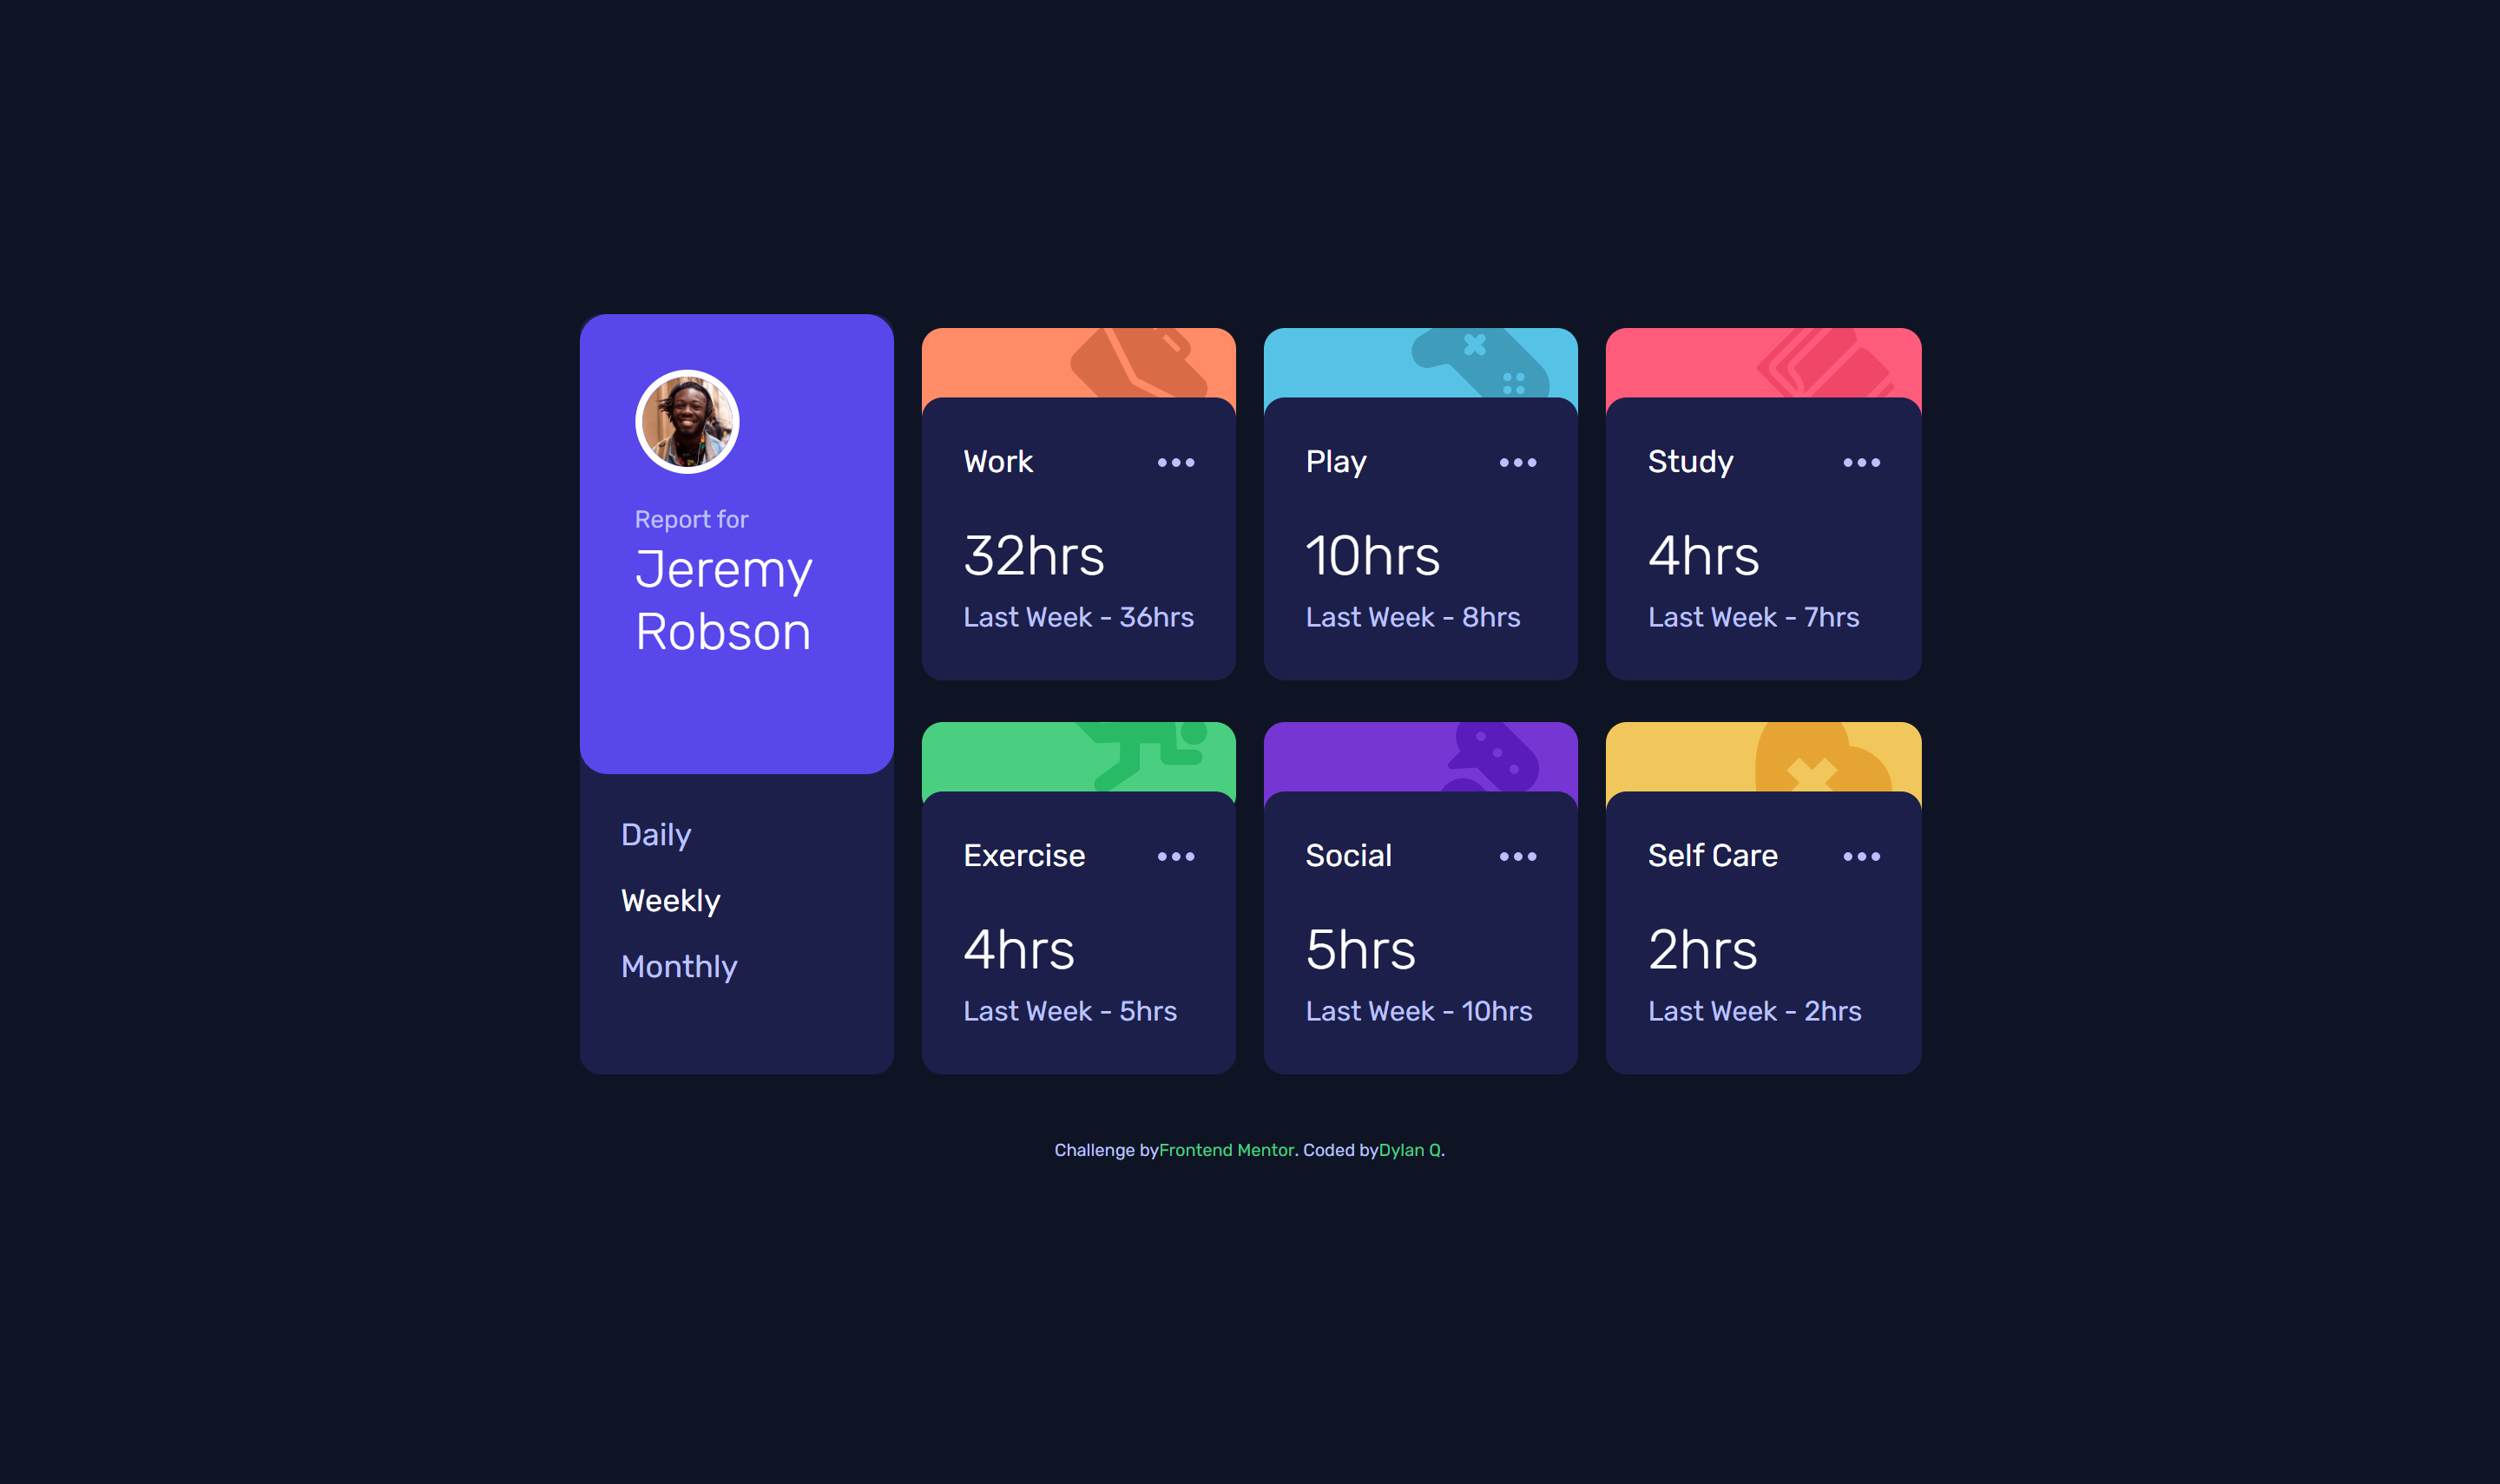 Report for
Jeremy
Robson
Daily
Weekly
Monthly
Work
32hrs
Last Week - 36hrs
Play
10hrs
Last Week - 8hrs
Study
4hrs
Last Week - 7hrs
Exercise
4hrs
Last Week - 5hrs
Social
5hrs
Last Week - 10hrs
Self Care
2hrs
Last Week - 2hrs
Challenge byFrontend Mentor. Coded byDylan Q.